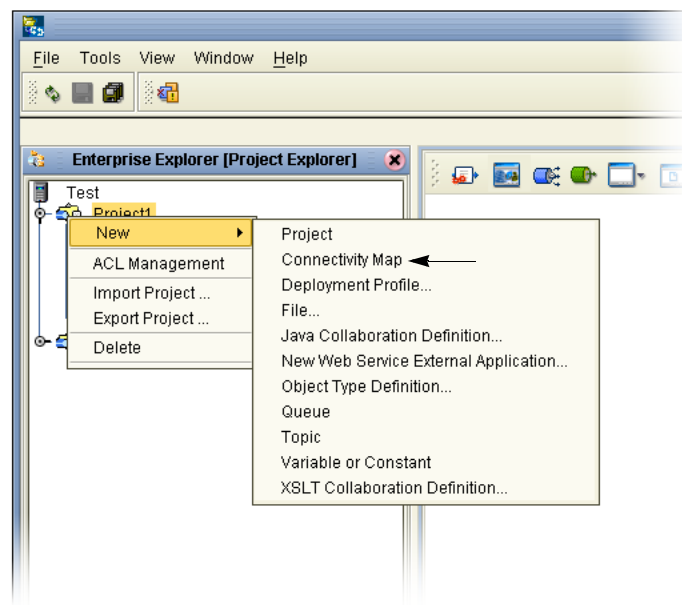 File Tools View Window Help
Enterprise Explorer [Project Explorer]
Test
Project1
New
ACL Management
Import Project ...
Export Project ...
Delete
Project
Connectivity Map
Deployment Profile...
File...
Java Collaboration Definition...
New Web Service External Application...
Object Type Definition...
Queue
Topic
Variable or Constant
XSLT Collaboration Definition...